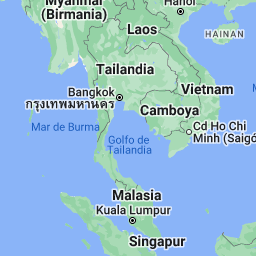 Myanmar
(Birmania)
Hanói
Laos
HAINAN
Tailandia
Bangkok
กรุงเทพมหานคร
Vietnam
Camboya
Mar de Burma
Golfo de
Tailandia
Cd Ho Chi
Minh (Saigó
Malasia
Kuala Lumpur
Singapur